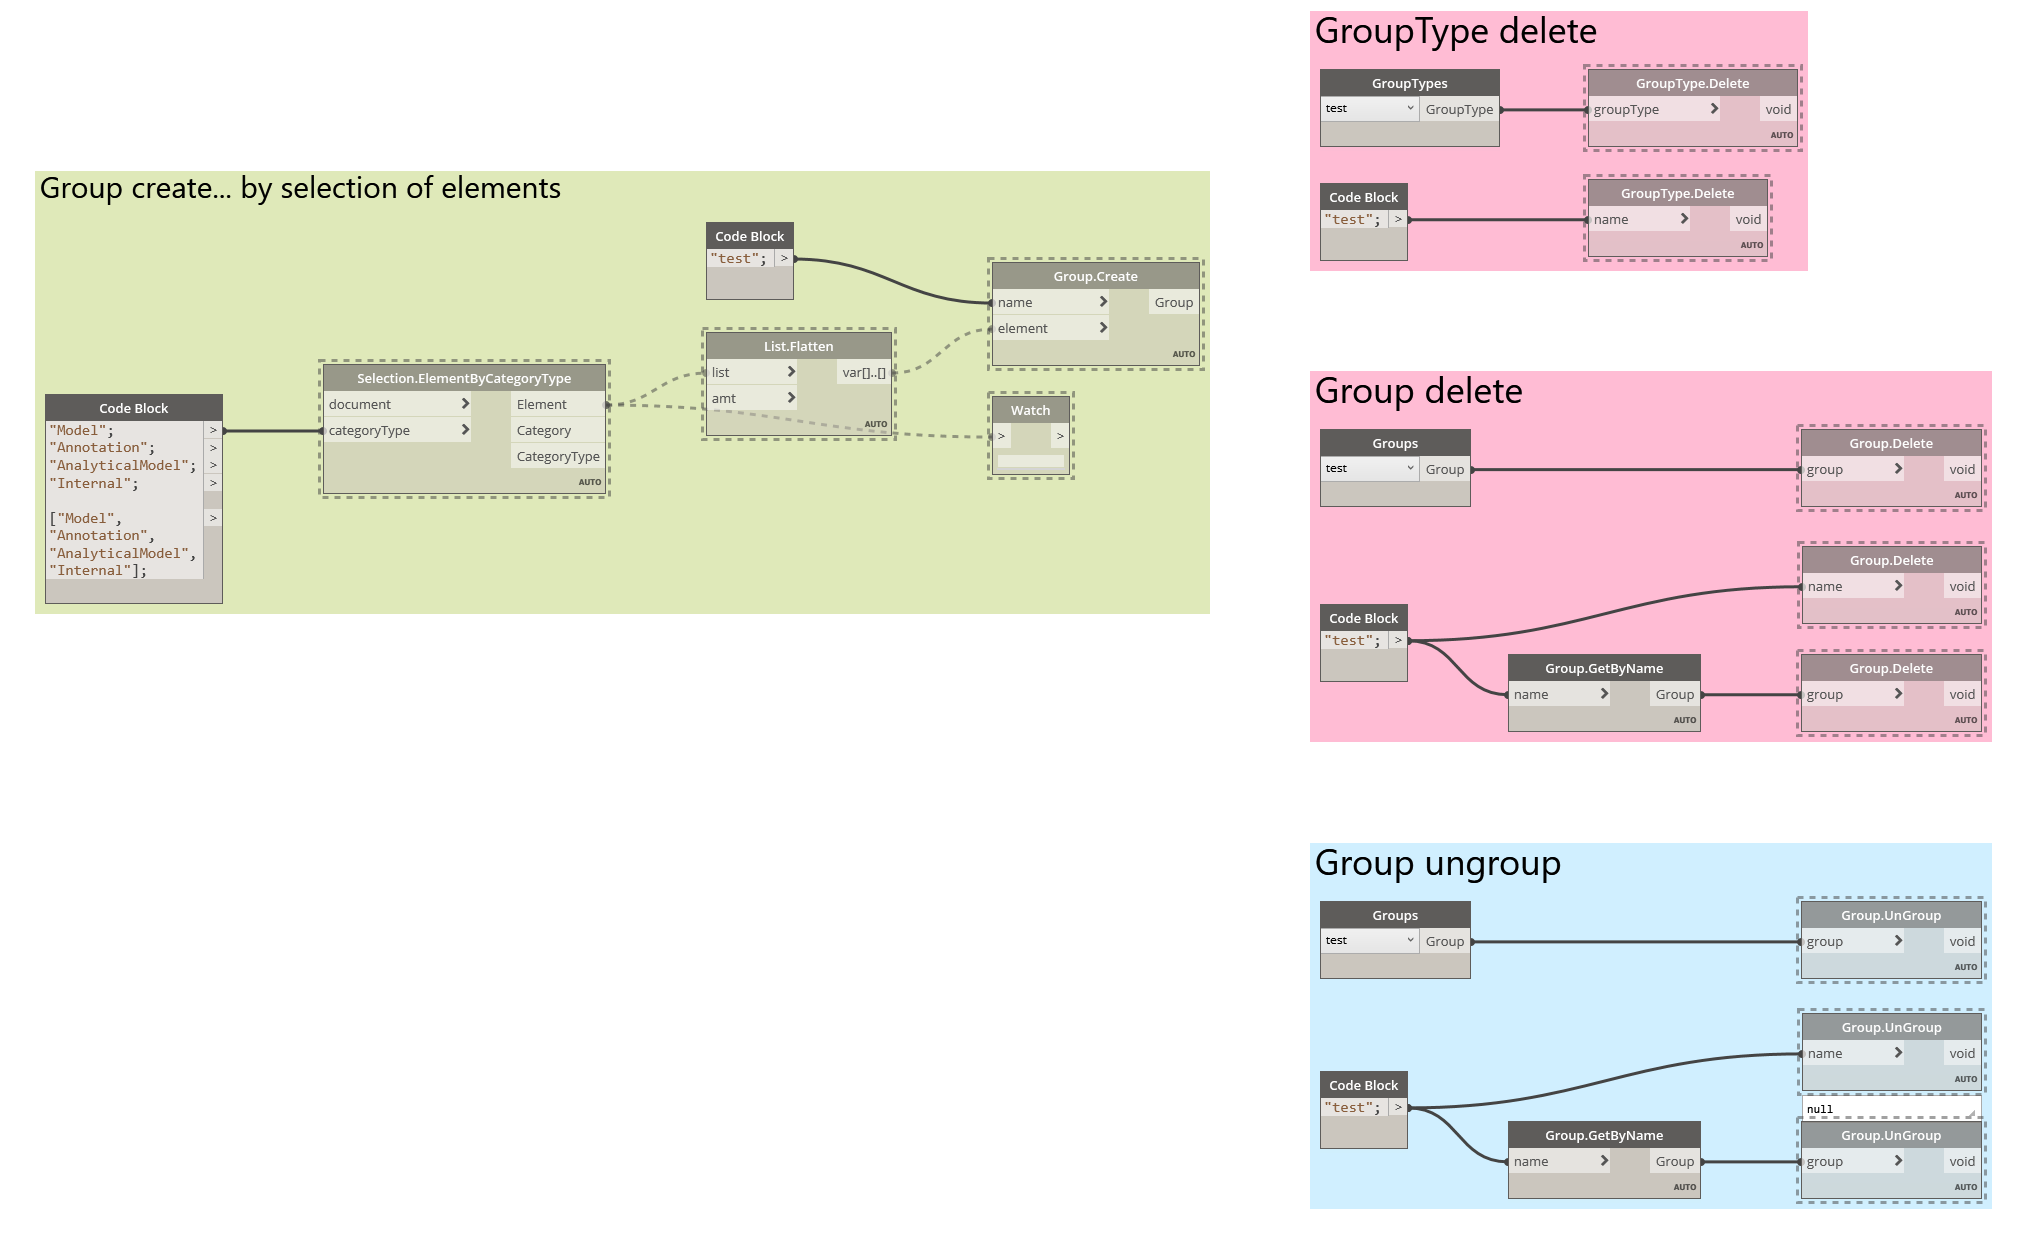 GroupType delete
GroupTypes
GroupType.Delete
test GroupType
groupType void
AUTO
Code Block
GroupType.Delete
"test"; >
name void
AUTO
Group create... by selection of elements
Code Block
"test"; >
Group.Create
name Group
element
AUTO
List.Flatten
list var[]..[]
amt
AUTO
Selection.ElementByCategoryType
document Element
categoryType Category
CategoryType
AUTO
Watch
> >
Code Block
"Model"; >
"Annotation"; >
"AnalyticalModel"; >
"Internal"; >
["Model", >
"Annotation",
"AnalyticalModel",
"Internal"];
Group delete
Groups
Group.Delete
test Group
group void
AUTO
Group.Delete
name void
AUTO
Code Block
"test"; >
Group.GetByName
name Group
AUTO
Group.Delete
group void
AUTO
Group ungroup
Groups
Group.UnGroup
test Group
group void
AUTO
Group.UnGroup
name void
AUTO
null
Code Block
"test"; >
Group.GetByName
name Group
AUTO
Group.UnGroup
group void
AUTO